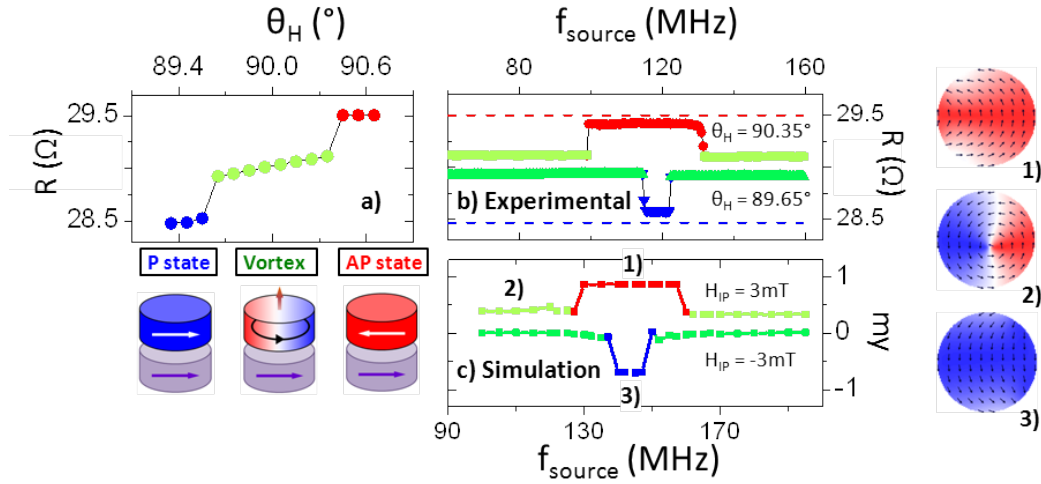 θH (°)
89.4 90.0 90.6
29.5
28.5
R (Ω)
a)
P state
Vortex
AP state
fsource (MHz)
80 120 160
29.5
28.5
R (Ω)
θH = 90.35°
b) Experimental
θH = 89.65°
1)
2)
HIP = 3mT
c) Simulation
HIP = -3mT
3)
1
0
−1
my
90 130 170
fsource (MHz)
1)
2)
3)